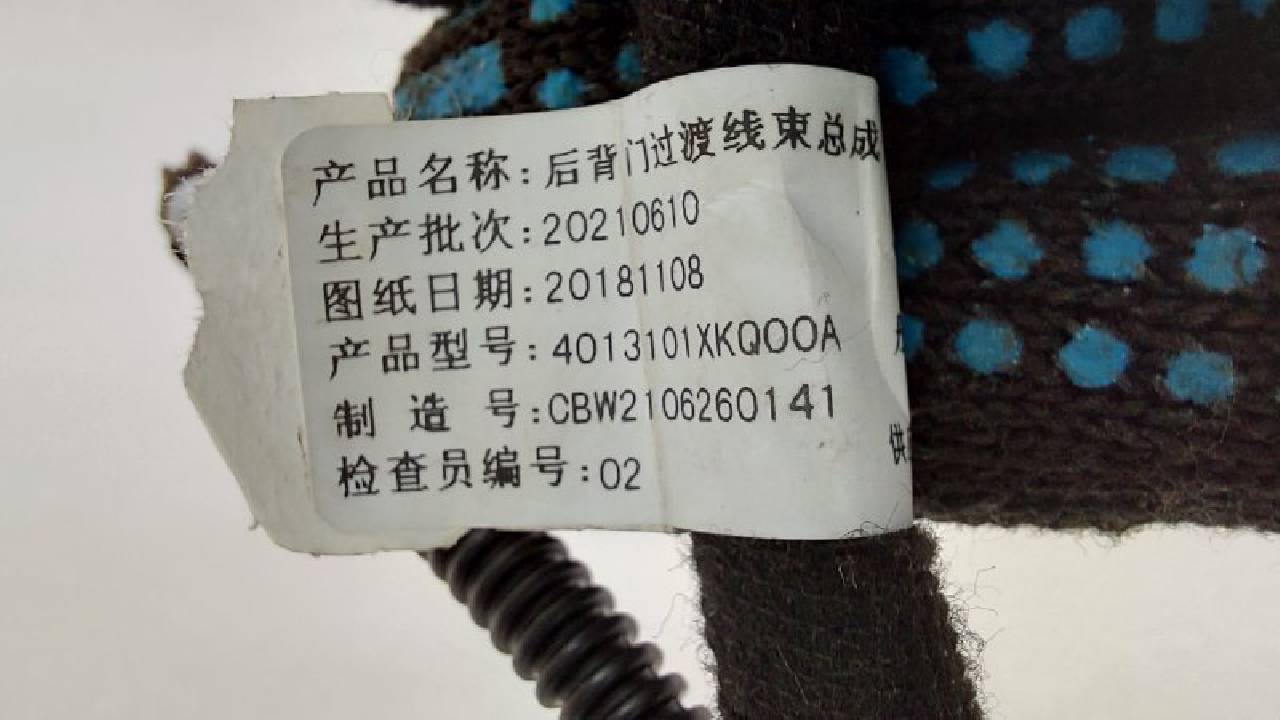 产品名称:后背门过渡线束总成
生产批次:20210610
图纸日期:20181108
产品型号:4013101XKQ00A
制 造 号:CBW2106260141
检查员编号:02
供